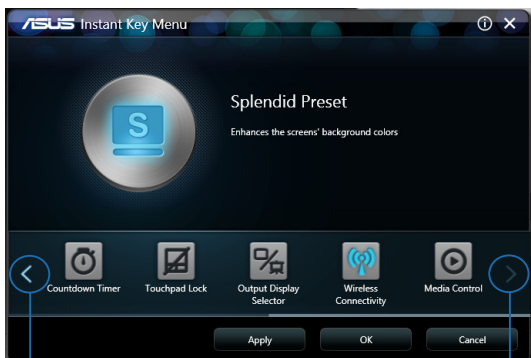 ASUS Instant Key Menu
S
Splendid Preset
Enhances the screens' background colors
Countdown Timer
Touchpad Lock
Output Display
Selector
Wireless
Connectivity
Media Control
Apply
OK
Cancel